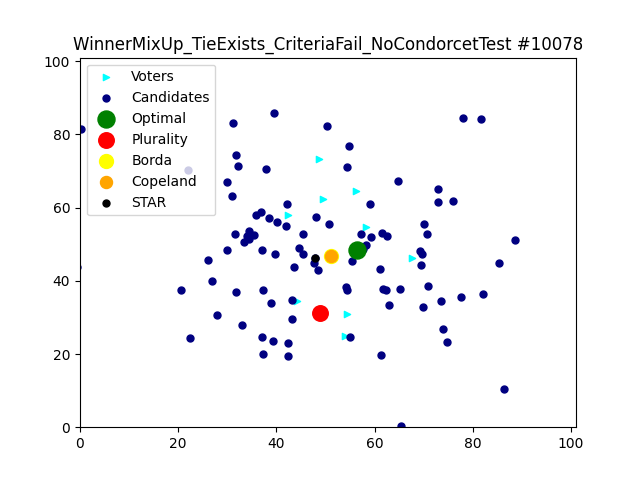 WinnerMixUp_TieExists_CriteriaFail_NoCondorcetTest #10078
100
80
60
40
20
0
Voters
Candidates
Optimal
Plurality
Borda
Copeland
STAR
0
20
40
60
80
100